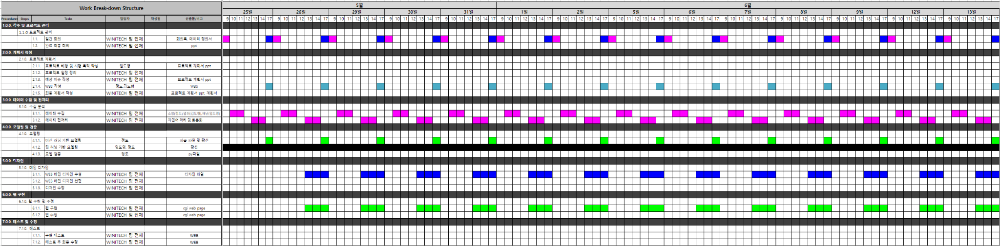 Work Break-down Structure
5월 6월
25일 26일 29일 30일 31일 1일 2일 5일 6일 7일 8일 9일 12일 13일
Procedures Steps Tasks 담당자 작성일 산출물/비고 9 10 11 12 13 14 17 9 10 11 12 13 14 17 9 10 11 12 13 14 17 9 10 11 12 13 14 17 9 10 11 12 13 14 17 9 10 11 12 13 14 17 9 10 11 12 13 14 17 9 10 11 12 13 14 17 9 10 11 12 13 14 17 9 10 11 12 13 14 17 9 10 11 12 13 14 17 9 10 11 12 13 14 17 9 10 11 12 13 14 17 9 10 11 12 13 14 17
1.0.0. 착수 및 프로젝트 관리
1.1.0 프로젝트 관리
1.1. 일간 회의 WINITECH 팀 전체 회의록, 데이터 정의서
1.2. 완료 최종 회의 WINITECH 팀 전체 ppt
2.0.0. 계획서 작성
2.1.0. 프로젝트 계획서
2.1.1. 프로젝트 배경 및 시행 목적 작성 임도영 프로젝트 계획서 ppt
2.1.2. 프로젝트 일정 정의 WINITECH 팀 전체
2.1.3. 예상 이슈 작성 WINITECH 팀 전체 프로젝트 계획서 ppt
2.1.4. WBS 작성 정도,김도형 WBS
2.1.5. 최종 계획서 작성 WINITECH 팀 전체 프로젝트 계획서 ppt, 계획서
3.0.0. 데이터 수집 및 전처리
3.1.0. 수집 분석
3.1.1. 데이터 수집 WINITECH 팀 전체 소방(정도),범죄(김도형),재난(임도영)
3.1.2. 데이터 전처리 WINITECH 팀 전체 자연어 처리 및 토큰화
4.0.0. 모델링 및 검증
4.1.0. 모델링
4.1.1. 머신 러닝 기반 모델링 정도 피클 파일 및 평션
4.1.2. 딥 러닝 기반 모델링 임도영, 정도 평션
4.1.3. 모델 검증 정도 py파일
5.0.0. 디자인
5.1.0. 메인 디자인
5.1.1. WEB 메인 디자인 구성 WINITECH 팀 전체 디자인 파일
5.1.2. WEB 메인 디자인 컨펌 WINITECH 팀 전체
5.1.3. 디자인 수정 WINITECH 팀 전체
6.0.0. 웹 구현
6.1.0. 웹 구현 및 수정
6.1.1. 웹 구현 WINITECH 팀 전체 cgi web page
6.1.2. 웹 수정 WINITECH 팀 전체 cgi web page
7.0.0. 테스트 및 수정
7.1.0. 테스트
7.1.1. 구현 테스트 WINITECH 팀 전체 WEB
7.1.2. 테스트 후 최종 수정 WINITECH 팀 전체 WEB